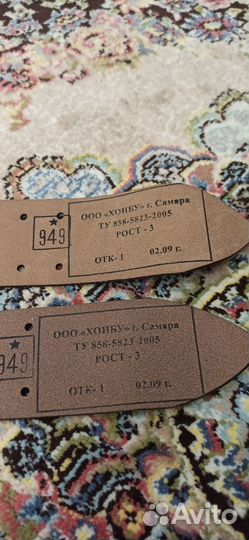 ООО «ХОНБУ» г. Самара
ТУ 858-5823-2005
РОСТ - 3
ОТК- 1 02.09 г.
949
ООО «ХОНБУ» г. Самара
ТУ 858-5823-2005
РОСТ - 3
ОТК- 1 02.09 г.
949
Avito